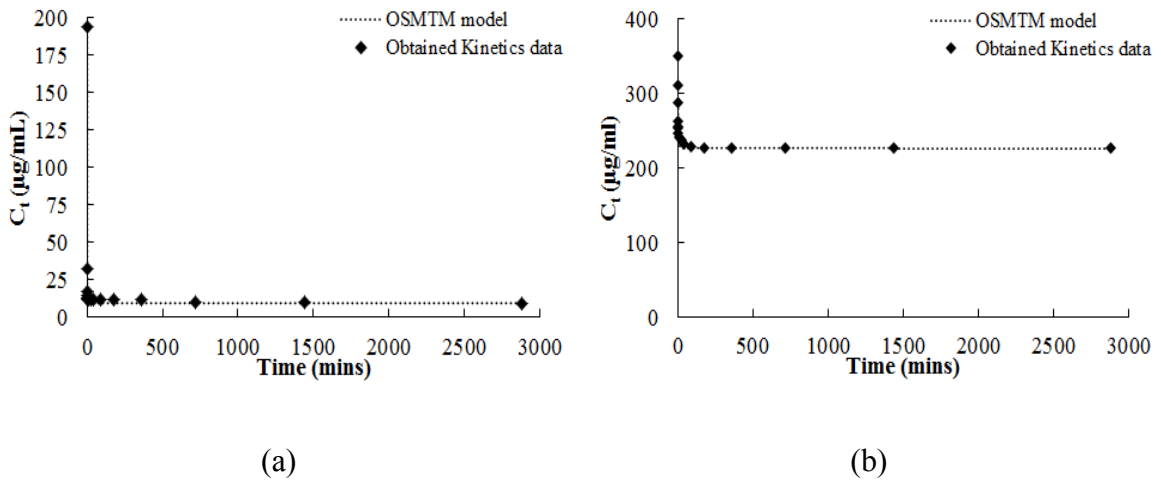 200
175
150
125
100
75
50
25
0
Ct (µg/mL)
OSMTM model
Obtained Kinetics data
0 500 1000 1500 2000 2500 3000
Time (mins)
(a)
400
300
200
100
0
Ct (µg/ml)
OSMTM model
Obtained Kinetics data
0 500 1000 1500 2000 2500 3000
Time (mins)
(b)